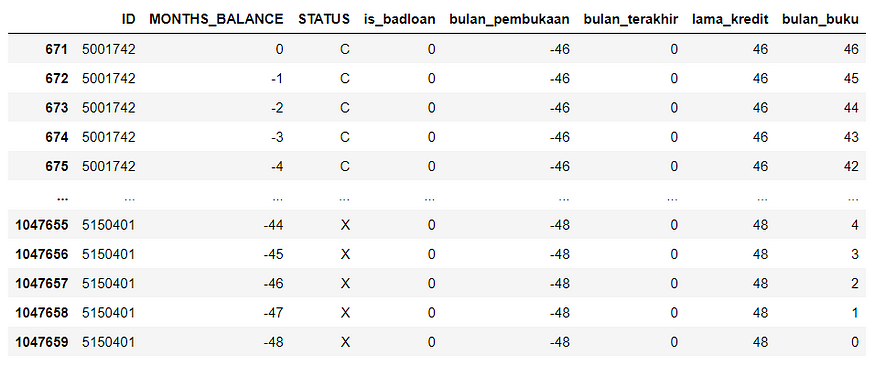 ID MONTHS_BALANCE STATUS is_badloan bulan_pembukaan bulan_terakhir lama_kredit bulan_buku
671 5001742 0 C 0 -46 0 46 46
672 5001742 -1 C 0 -46 0 46 45
673 5001742 -2 C 0 -46 0 46 44
674 5001742 -3 C 0 -46 0 46 43
675 5001742 -4 C 0 -46 0 46 42
... ... ... ... ... ... ... ... ...
1047655 5150401 -44 X 0 -48 0 48 4
1047656 5150401 -45 X 0 -48 0 48 3
1047657 5150401 -46 X 0 -48 0 48 2
1047658 5150401 -47 X 0 -48 0 48 1
1047659 5150401 -48 X 0 -48 0 48 0